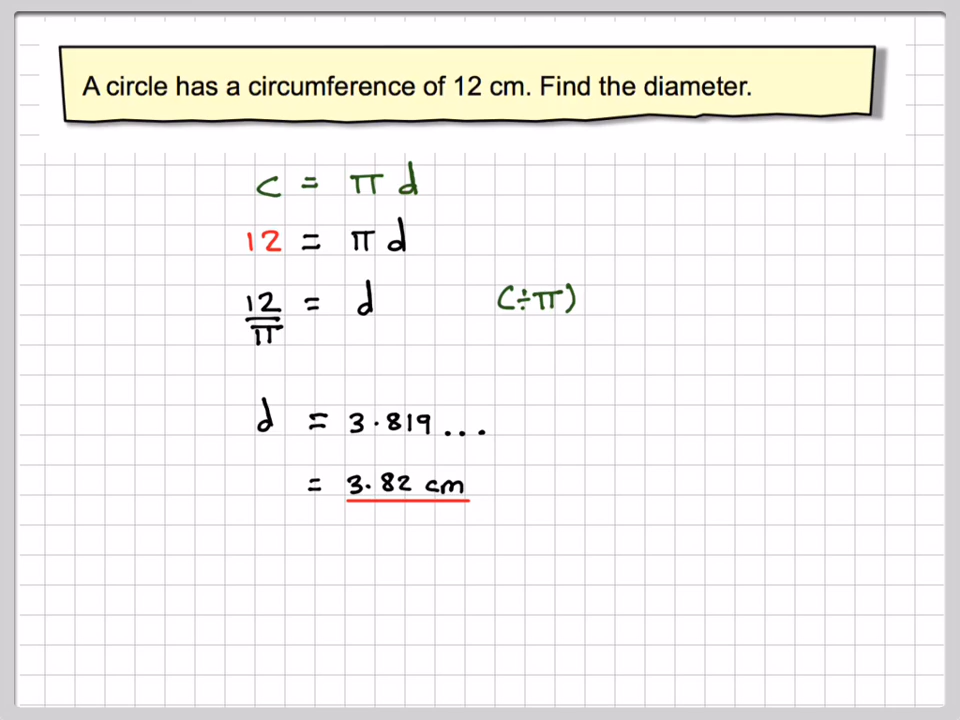 A circle has a circumference of 12 cm. Find the diameter.
C = π d
12 = π d
12/π = d (÷π)
d = 3.819...
= 3.82 cm